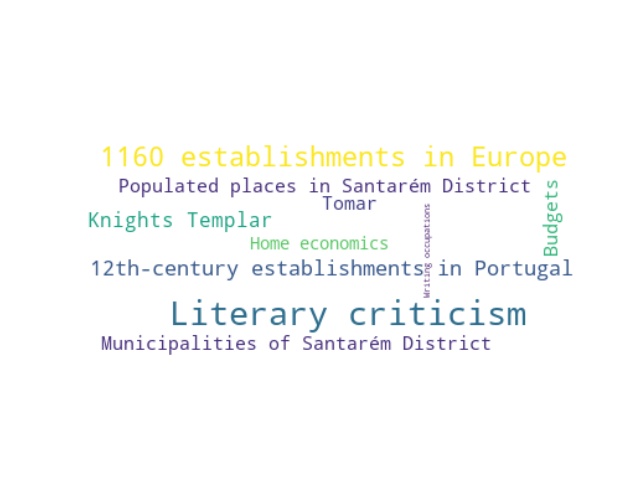 1160 establishments in Europe
Populated places in Santarém District
Budgets
Tomar
Knights Templar
Writing occupations
Home economics
12th-century establishments in Portugal
Literary criticism
Municipalities of Santarém District